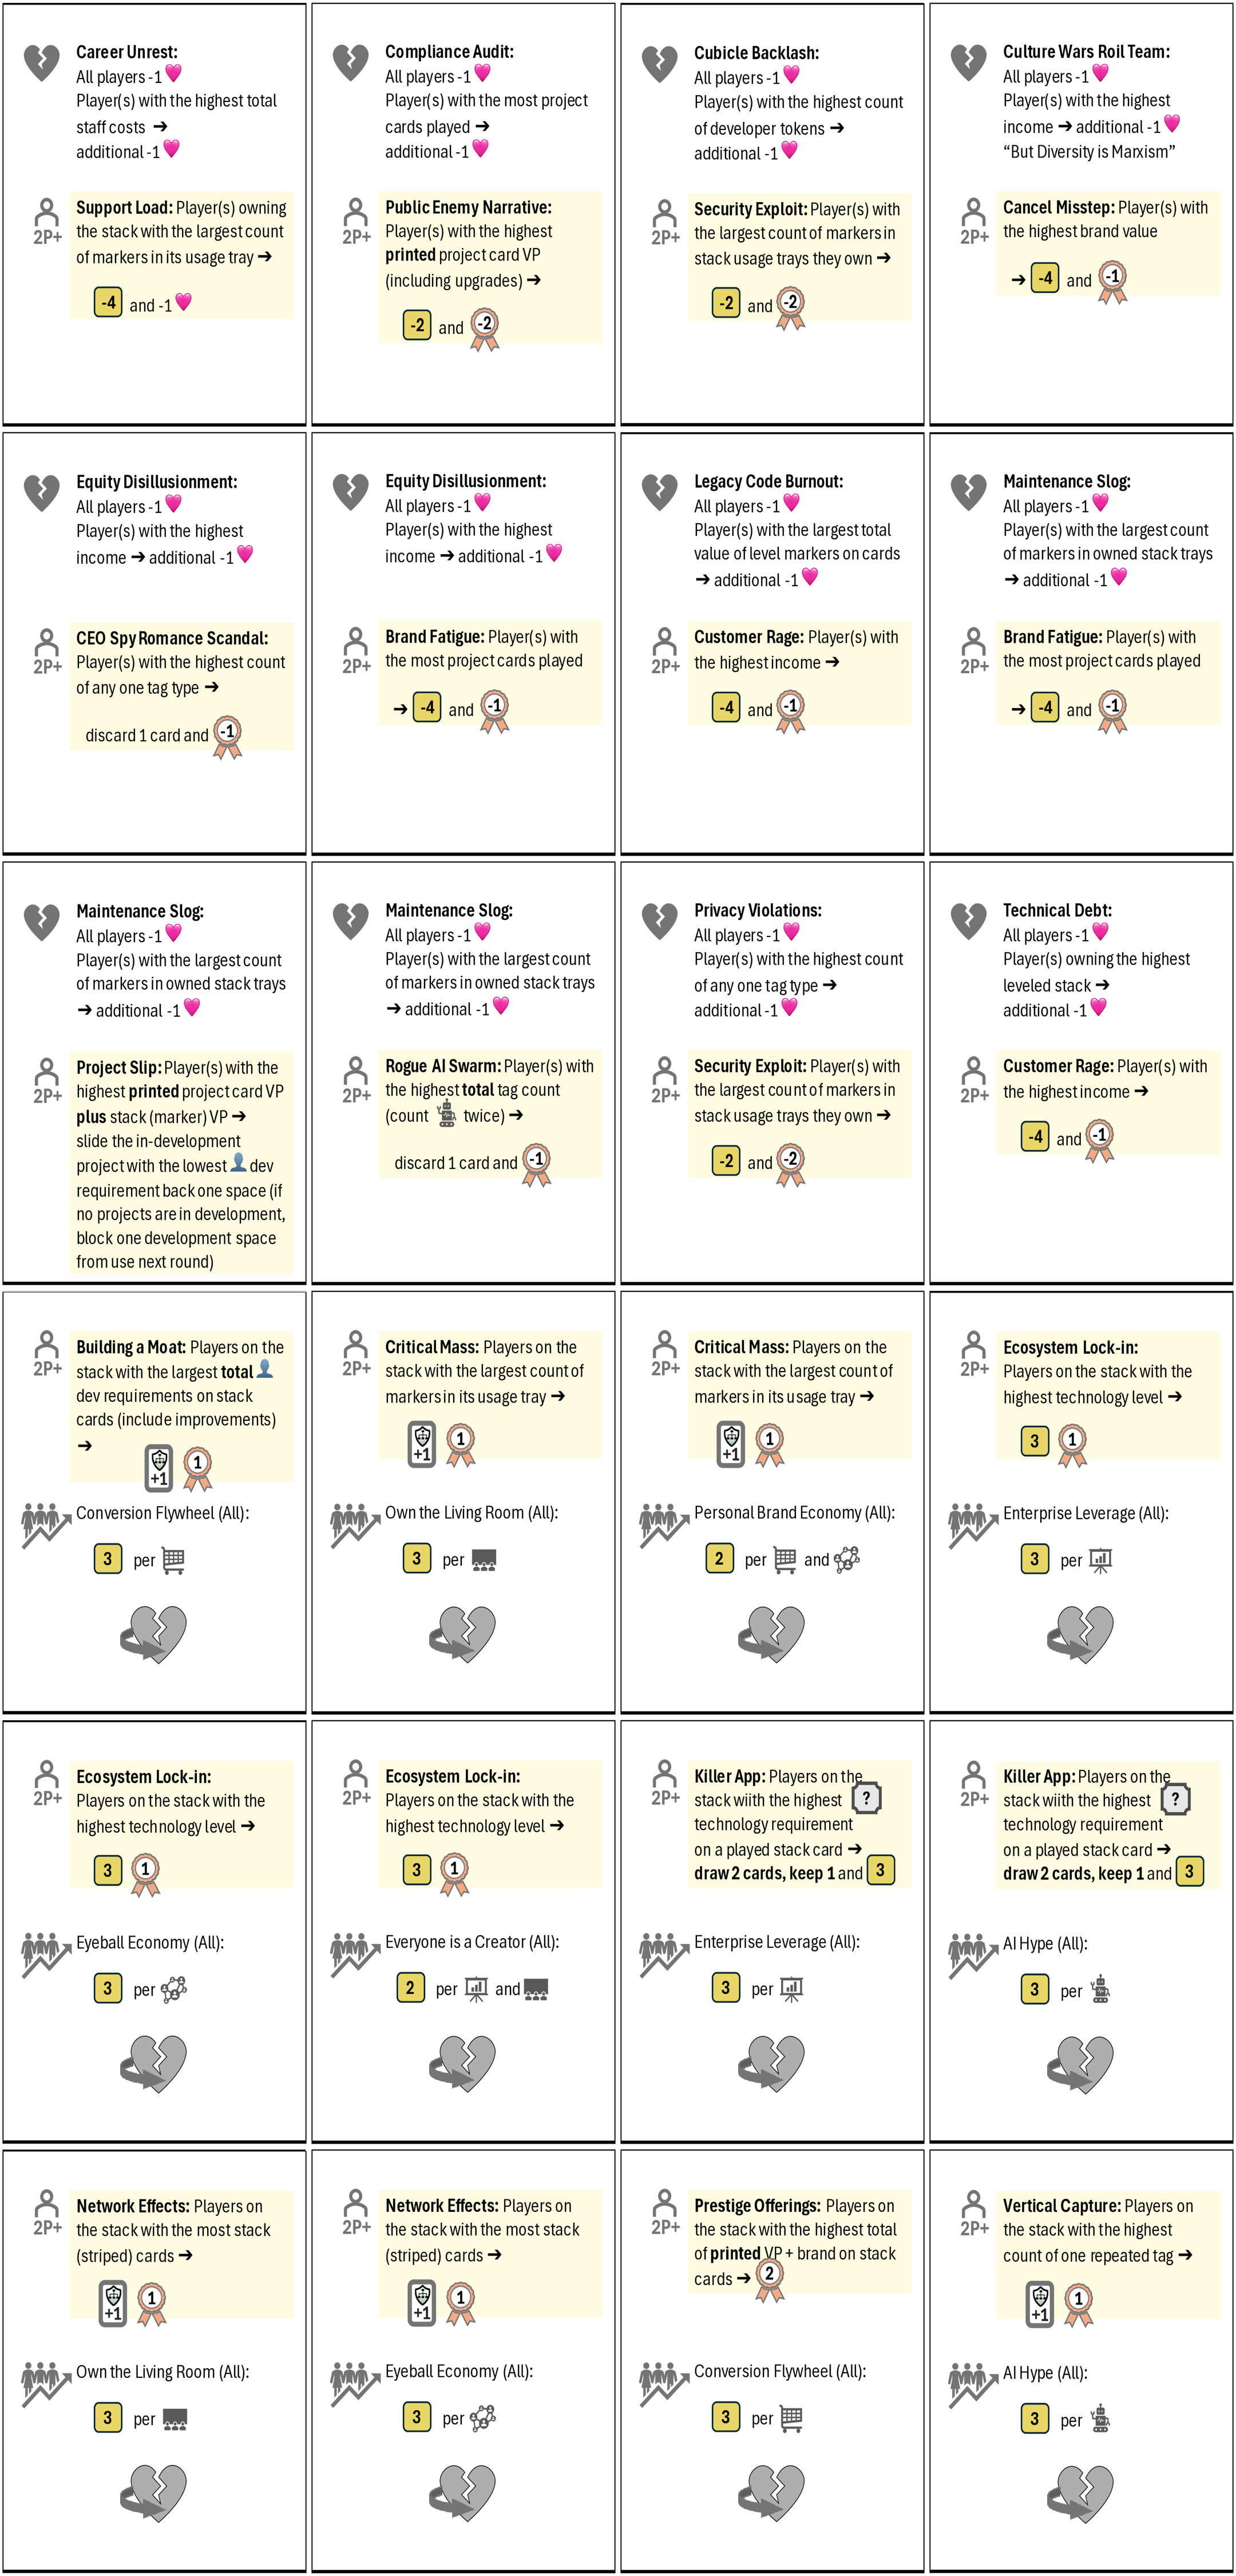 Career Unrest:
All players -1
Player(s) with the highest total
staff costs ➔
additional -1
2P+
Support Load: Player(s) owning
the stack with the largest count
of markers in its usage tray ➔
-4 and -1
Compliance Audit:
All players -1
Player(s) with the most project
cards played ➔
additional -1
2P+
Public Enemy Narrative:
Player(s) with the highest
printed project card VP
(including upgrades) ➔
-2 and -2
Cubicle Backlash:
All players -1
Player(s) with the highest count
of developer tokens ➔
additional -1
2P+
Security Exploit: Player(s) with
the largest count of markers in
stack usage trays they own ➔
-2 and -2
Culture Wars Roil Team:
All players -1
Player(s) with the highest
income ➔ additional -1
“But Diversity is Marxism”
2P+
Cancel Misstep: Player(s) with
the highest brand value
➔ -4 and -1
Equity Disillusionment:
All players -1
Player(s) with the highest
income ➔ additional -1
2P+
CEO Spy Romance Scandal:
Player(s) with the highest count
of any one tag type ➔
discard 1 card and -1
Equity Disillusionment:
All players -1
Player(s) with the highest
income ➔ additional -1
2P+
Brand Fatigue: Player(s) with
the most project cards played
➔ -4 and -1
Legacy Code Burnout:
All players -1
Player(s) with the largest total
value of level markers on cards
➔ additional -1
2P+
Customer Rage: Player(s) with
the highest income ➔
-4 and -1
Maintenance Slog:
All players -1
Player(s) with the largest count
of markers in owned stack trays
➔ additional -1
2P+
Brand Fatigue: Player(s) with
the most project cards played
➔ -4 and -1
Maintenance Slog:
All players -1
Player(s) with the largest count
of markers in owned stack trays
➔ additional -1
2P+
Project Slip: Player(s) with the
highest printed project card VP
plus stack (marker) VP ➔
slide the in-development
project with the lowest dev
requirement back one space (if
no projects are in development,
block one development space
from use next round)
Maintenance Slog:
All players -1
Player(s) with the largest count
of markers in owned stack trays
➔ additional -1
2P+
Rogue AI Swarm: Player(s) with
the highest total tag count
(count twice) ➔
discard 1 card and -1
Privacy Violations:
All players -1
Player(s) with the highest count
of any one tag type ➔
additional -1
2P+
Security Exploit: Player(s) with
the largest count of markers in
stack usage trays they own ➔
-2 and -2
Technical Debt:
All players -1
Player(s) owning the highest
leveled stack ➔
additional -1
2P+
Customer Rage: Player(s) with
the highest income ➔
-4 and -1
2P+
Building a Moat: Players on the
stack with the largest total
dev requirements on stack
cards (include improvements)
➔
+1 1
Conversion Flywheel (All):
3 per
2P+
Critical Mass: Players on the
stack with the largest count of
markers in its usage tray ➔
+1 1
Own the Living Room (All):
3 per
2P+
Critical Mass: Players on the
stack with the largest count of
markers in its usage tray ➔
+1 1
Personal Brand Economy (All):
2 per and
2P+
Ecosystem Lock-in:
Players on the stack with the
highest technology level ➔
3 1
Enterprise Leverage (All):
3 per
2P+
Ecosystem Lock-in:
Players on the stack with the
highest technology level ➔
3 1
Eyeball Economy (All):
3 per
2P+
Ecosystem Lock-in:
Players on the stack with the
highest technology level ➔
3 1
Everyone is a Creator (All):
2 per and
2P+
Killer App: Players on the
stack wiith the highest ?
technology requirement
on a played stack card ➔
draw 2 cards, keep 1 and 3
Enterprise Leverage (All):
3 per
2P+
Killer App: Players on the
stack wiith the highest ?
technology requirement
on a played stack card ➔
draw 2 cards, keep 1 and 3
AI Hype (All):
3 per
2P+
Network Effects: Players on
the stack with the most stack
(striped) cards ➔
+1 1
Own the Living Room (All):
3 per
2P+
Network Effects: Players on
the stack with the most stack
(striped) cards ➔
+1 1
Eyeball Economy (All):
3 per
2P+
Prestige Offerings: Players on
the stack with the highest total
of printed VP + brand on stack
cards ➔ 2
Conversion Flywheel (All):
3 per
2P+
Vertical Capture: Players on
the stack with the highest
count of one repeated tag ➔
+1 1
AI Hype (All):
3 per